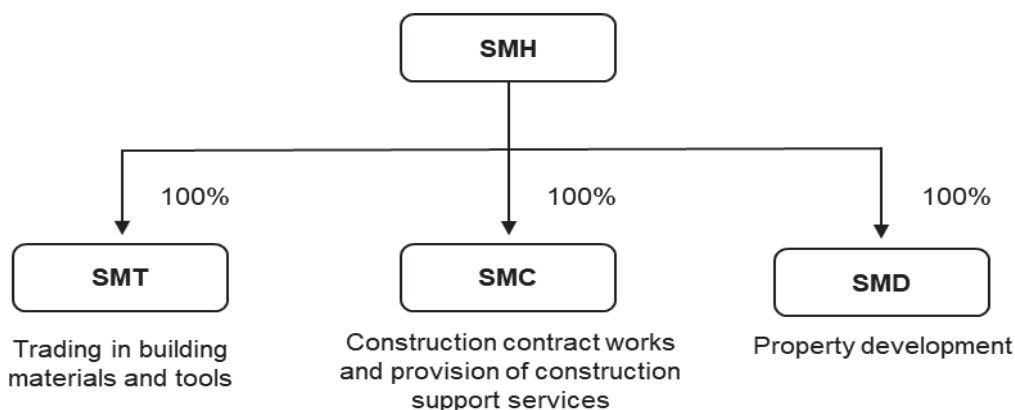 SMH
100%
100%
100%
SMT
SMC
SMD
Trading in building
materials and tools
Construction contract works
and provision of construction
support services
Property development